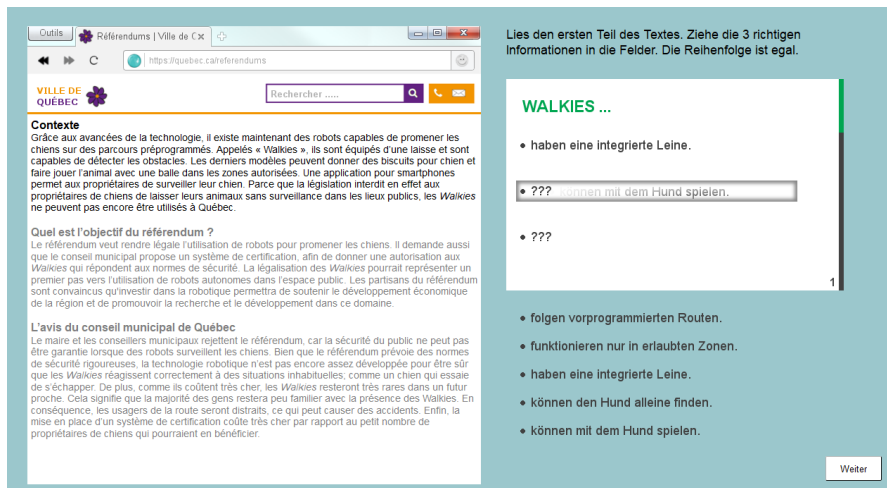 Outils
Référendums | Ville de Q
https://quebec.ca/referendums
VILLE DE
QUÉBEC
Rechercher .....
Contexte
Grâce aux avancées de la technologie, il existe maintenant des robots capables de promener les
chiens sur des parcours préprogrammés. Appelés « Walkies », ils sont équipés d'une laisse et sont
capables de détecter les obstacles. Les derniers modèles peuvent donner des biscuits pour chien et
faire jouer l'animal avec une balle dans les zones autorisées. Une application pour smartphones
permet aux propriétaires de surveiller leur chien. Parce que la législation interdit en effet aux
propriétaires de chiens de laisser leurs animaux sans surveillance dans les lieux publics, les Walkies
ne peuvent pas encore être utilisés à Québec.
Quel est l'objectif du référendum ?
Le référendum veut rendre légale l'utilisation de robots pour promener les chiens. Il demande aussi
que le conseil municipal propose un système de certification, afin de donner une autorisation aux
Walkies qui répondent aux normes de sécurité. La légalisation des Walkies pourrait représenter un
premier pas vers l'utilisation de robots autonomes dans l'espace public. Les partisans du référendum
sont convaincus qu'investir dans la robotique permettra de soutenir le développement économique
de la région et de promouvoir la recherche et le développement dans ce domaine.
L'avis du conseil municipal de Québec
Le maire et les conseillers municipaux rejettent le référendum, car la sécurité du public ne peut pas
être garantie lorsque des robots surveillent les chiens. Bien que le référendum prévoie des normes
de sécurité rigoureuses, la technologie robotique n'est pas encore assez développée pour être sûr
que les Walkies réagissent correctement à des situations inhabituelles; comme un chien qui essaie
de s'échapper. De plus, comme ils coûtent très cher, les Walkies resteront très rares dans un futur
proche. Cela signifie que la majorité des gens restera peu familier avec la présence des Walkies. En
conséquence, les usagers de la route seront distraits, ce qui peut causer des accidents. Enfin, la
mise en place d'un système de certification coûte très cher par rapport au petit nombre de
propriétaires de chiens qui pourraient en bénéficier.
Lies den ersten Teil des Textes. Ziehe die 3 richtigen
Informationen in die Felder. Die Reihenfolge ist egal.
WALKIES ...
• haben eine integrierte Leine.
• ??? können mit dem Hund spielen.
• ???
1
• folgen vorprogrammierten Routen.
• funktionieren nur in erlaubten Zonen.
• haben eine integrierte Leine.
• können den Hund alleine finden.
• können mit dem Hund spielen.
Weiter